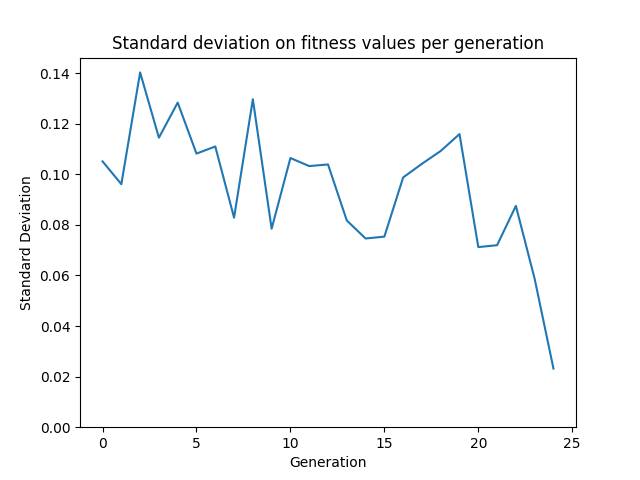 Standard deviation on fitness values per generation
0.14
0.12
0.10
0.08
0.06
0.04
0.02
0.00
Standard Deviation
0 5 10 15 20 25
Generation